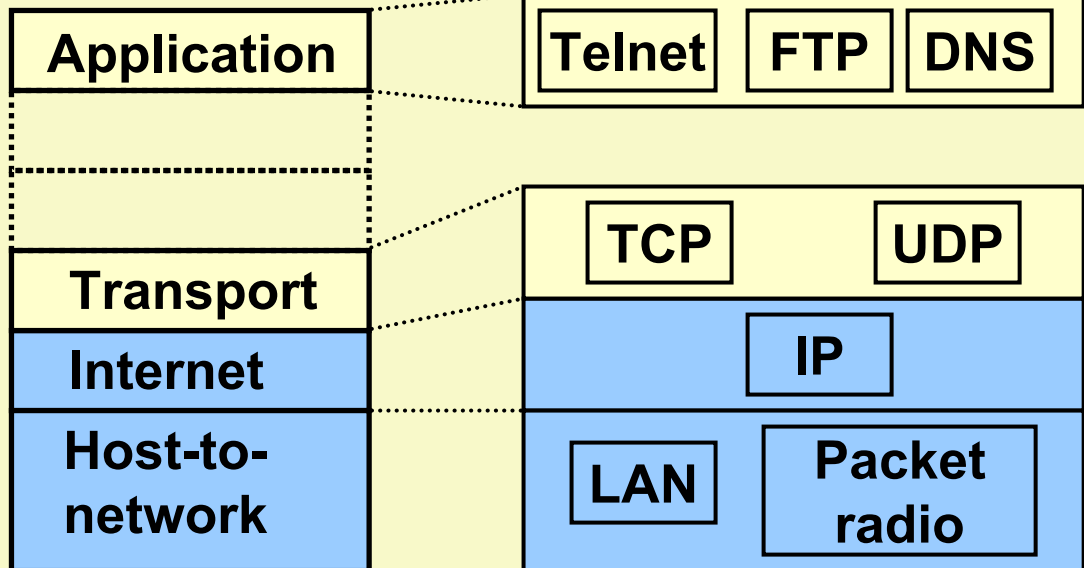 Application
Telnet FTP DNS
TCP UDP
Transport
IP
Internet
Host-to-
network
LAN
Packet
radio